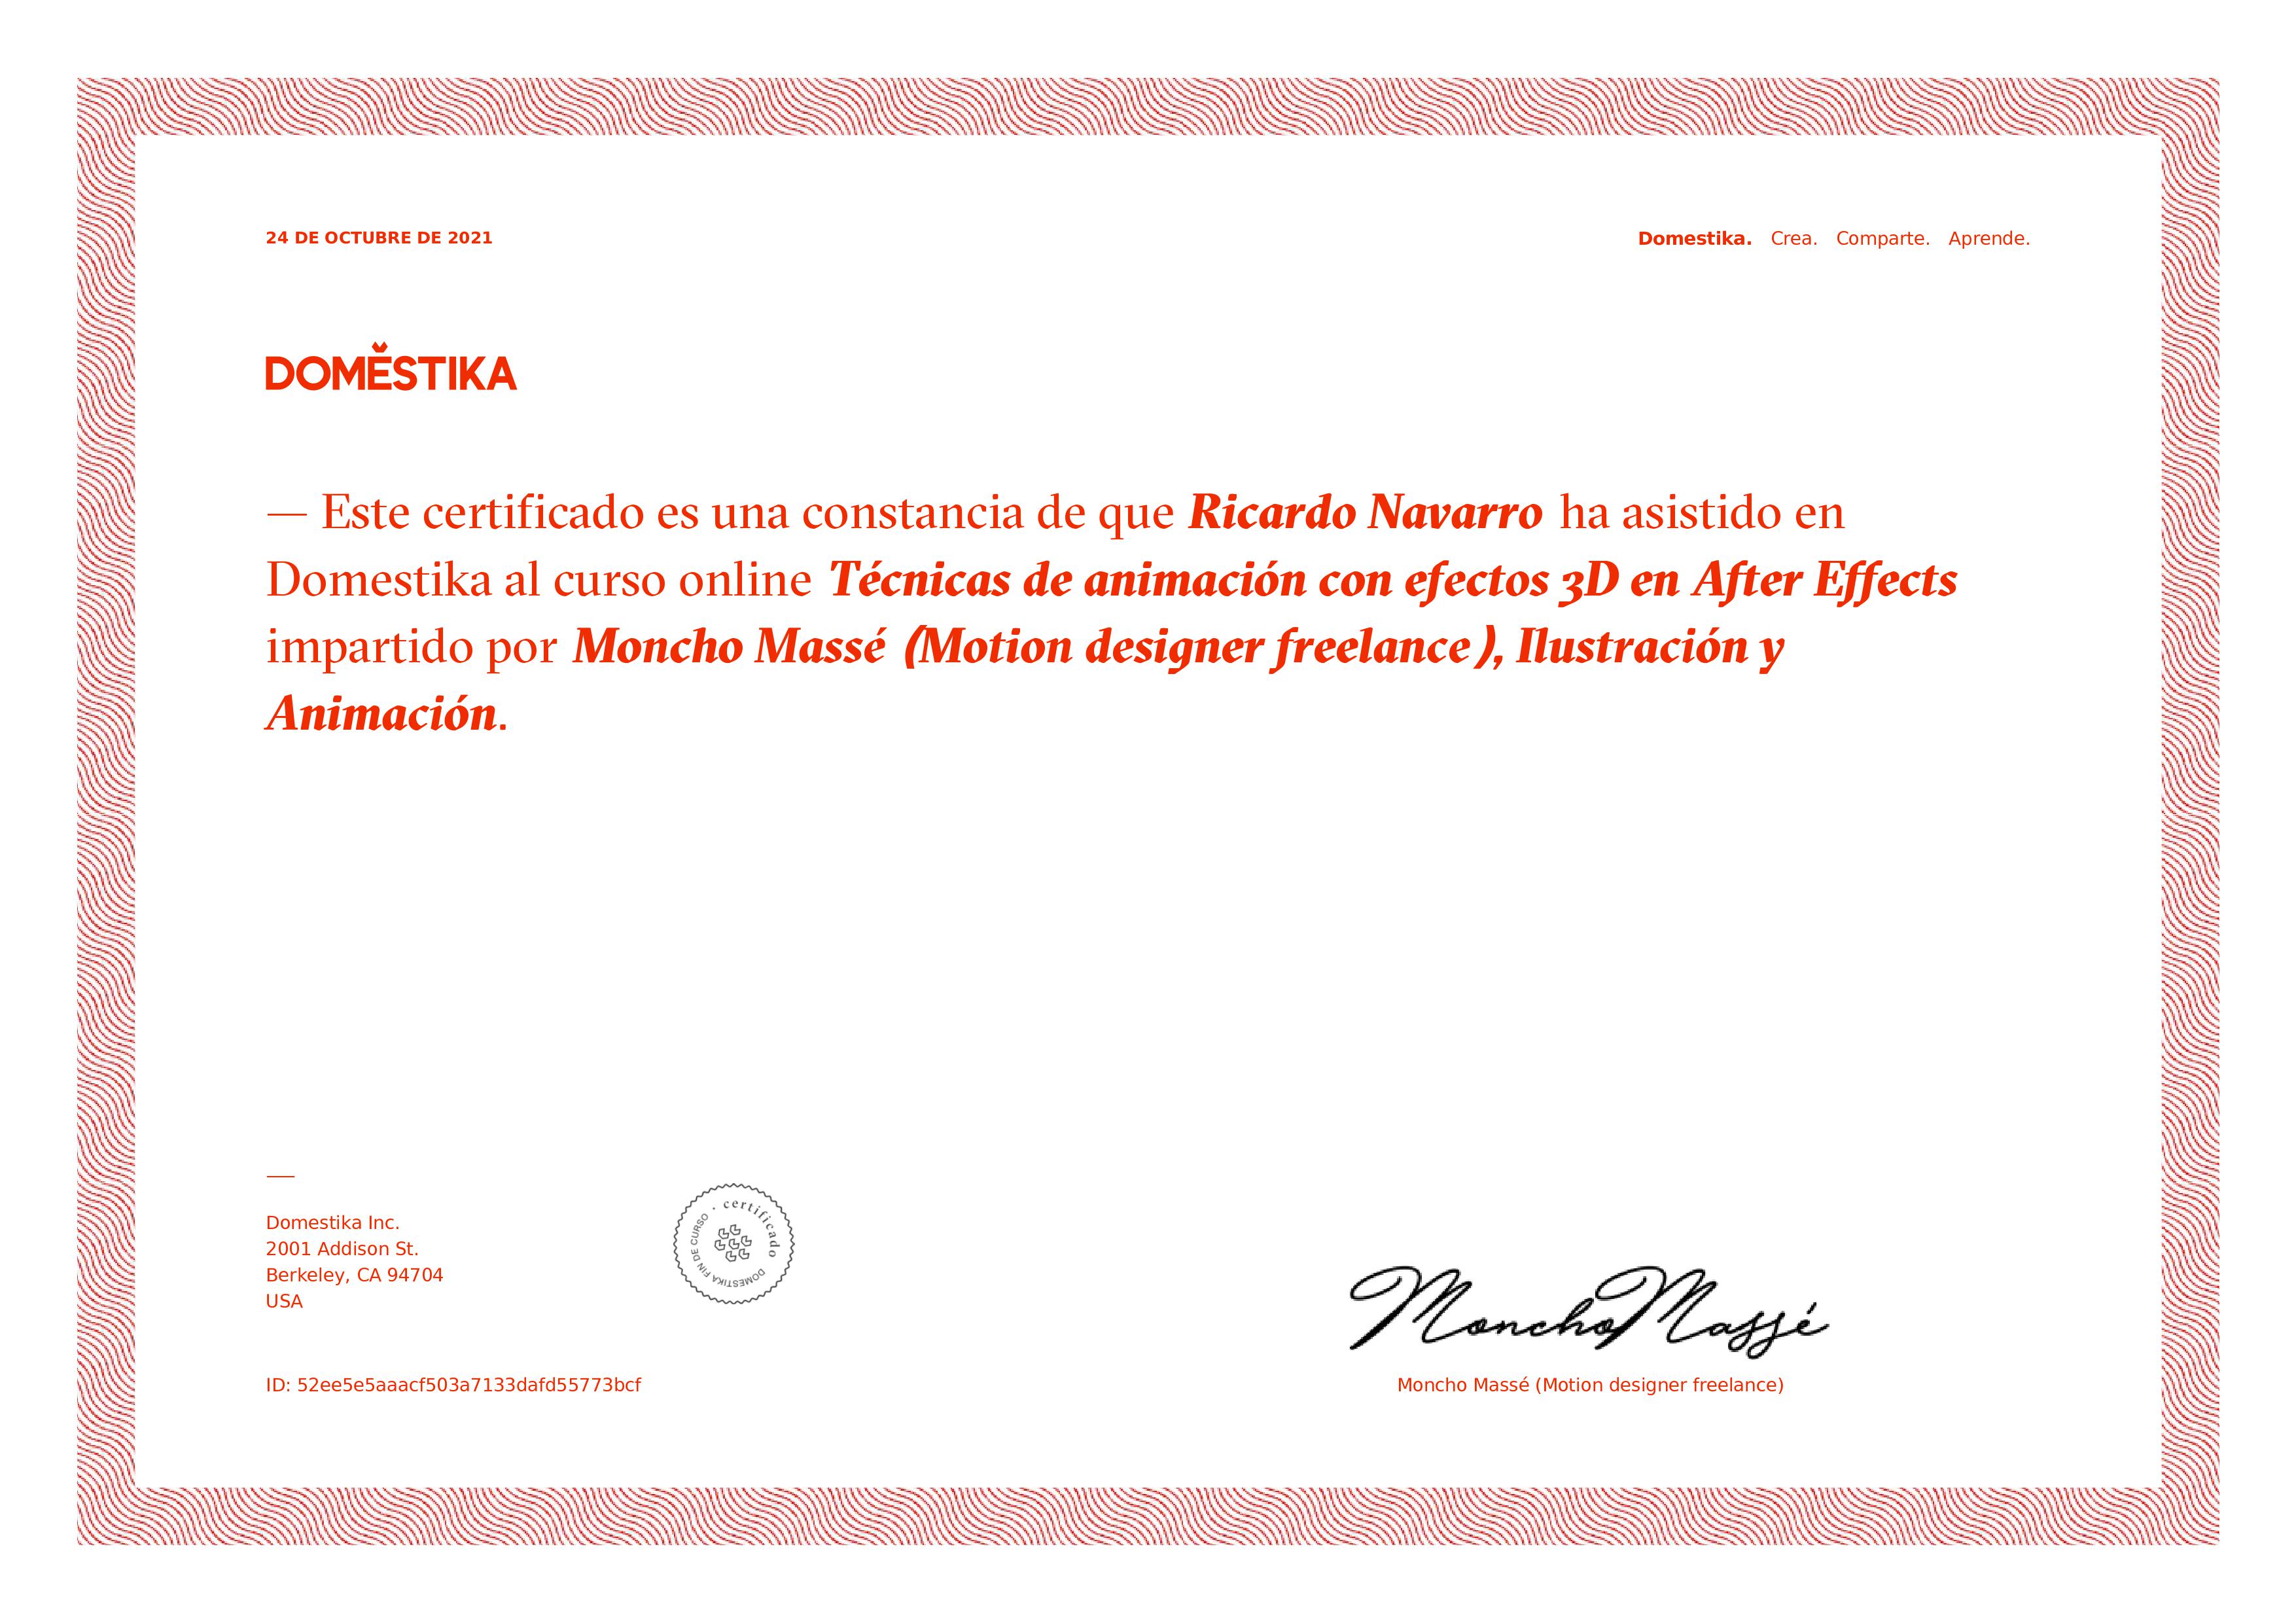 24 DE OCTUBRE DE 2021
Domestika. Crea. Comparte. Aprende.
DOMĚSTIKA
— Este certificado es una constancia de que Ricardo Navarro ha asistido en
Domestika al curso online Técnicas de animación con efectos 3D en After Effects
impartido por Moncho Massé (Motion designer freelance), Ilustración y
Animación.
—
Domestika Inc.
2001 Addison St.
Berkeley, CA 94704
USA
certificado · DOMESTIKA FIN DE CURSO
Moncho Massé
ID: 52ee5e5aaacf503a7133dafd55773bcf
Moncho Massé (Motion designer freelance)